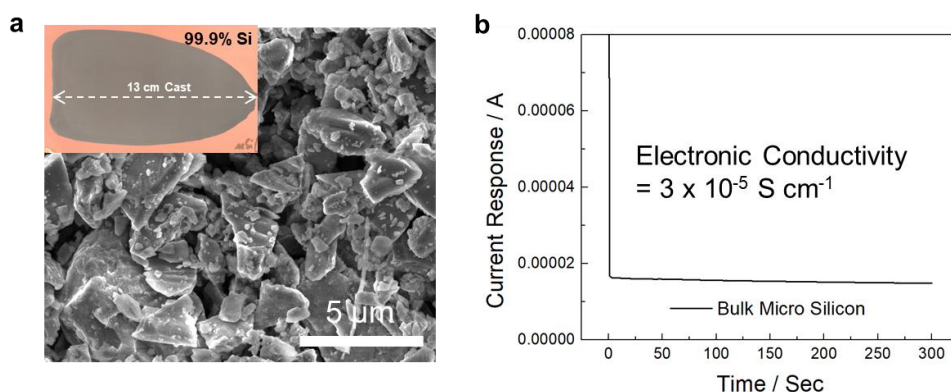 a
99.9% Si
13 cm Cast
5 μm
b
Current Response / A
0.00008
0.00006
0.00004
0.00002
0.00000
Electronic Conductivity
= 3 x 10⁻⁵ S cm⁻¹
Bulk Micro Silicon
0 50 100 150 200 250 300
Time / Sec